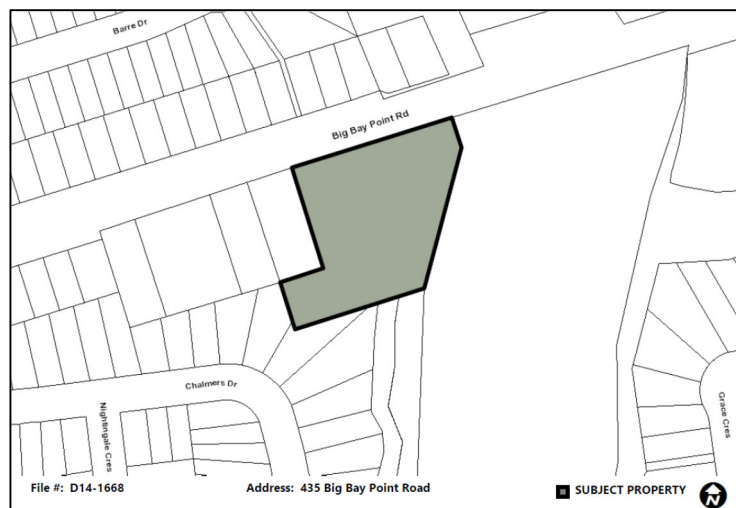 Barre Dr
Big Bay Point Rd
Chalmers Dr
Nightingale Cres
Grace Cres
File #: D14-1668 Address: 435 Big Bay Point Road SUBJECT PROPERTY N